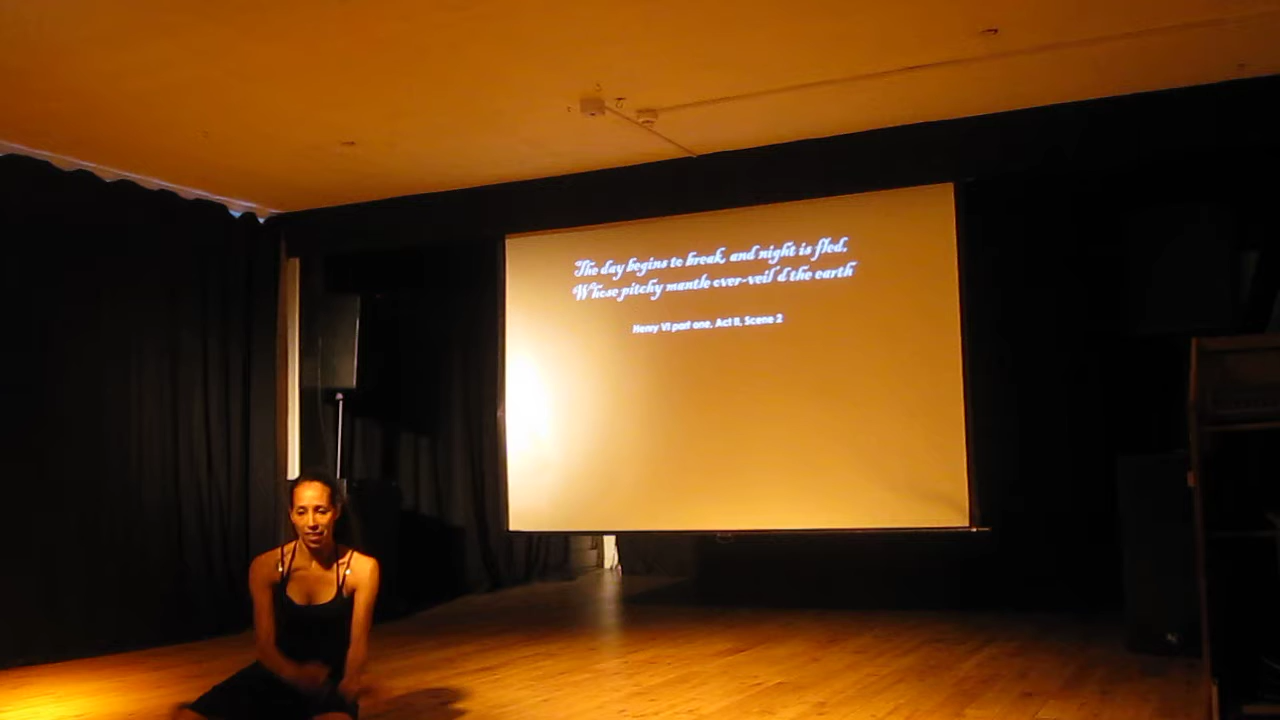 The day begins to break, and night is fled,
Whose pitchy mantle over-veil'd the earth
Henry VI part one, Act II, Scene 2